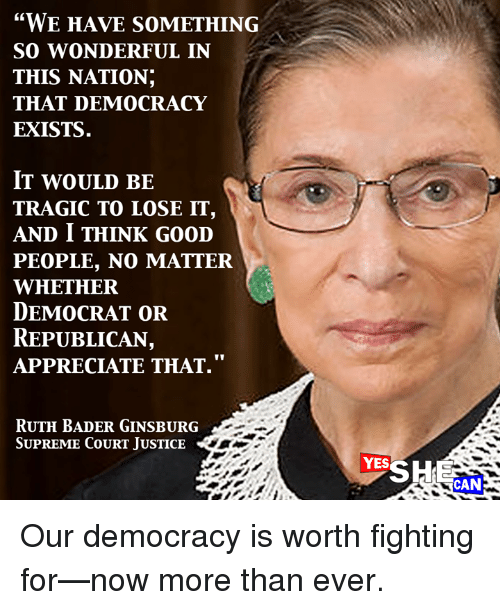 “WE HAVE SOMETHING
SO WONDERFUL IN
THIS NATION;
THAT DEMOCRACY
EXISTS.
IT WOULD BE
TRAGIC TO LOSE IT,
AND I THINK GOOD
PEOPLE, NO MATTER
WHETHER
DEMOCRAT OR
REPUBLICAN,
APPRECIATE THAT."
RUTH BADER GINSBURG
SUPREME COURT JUSTICE
YES
SHE
CAN
Our democracy is worth fighting
for—now more than ever.